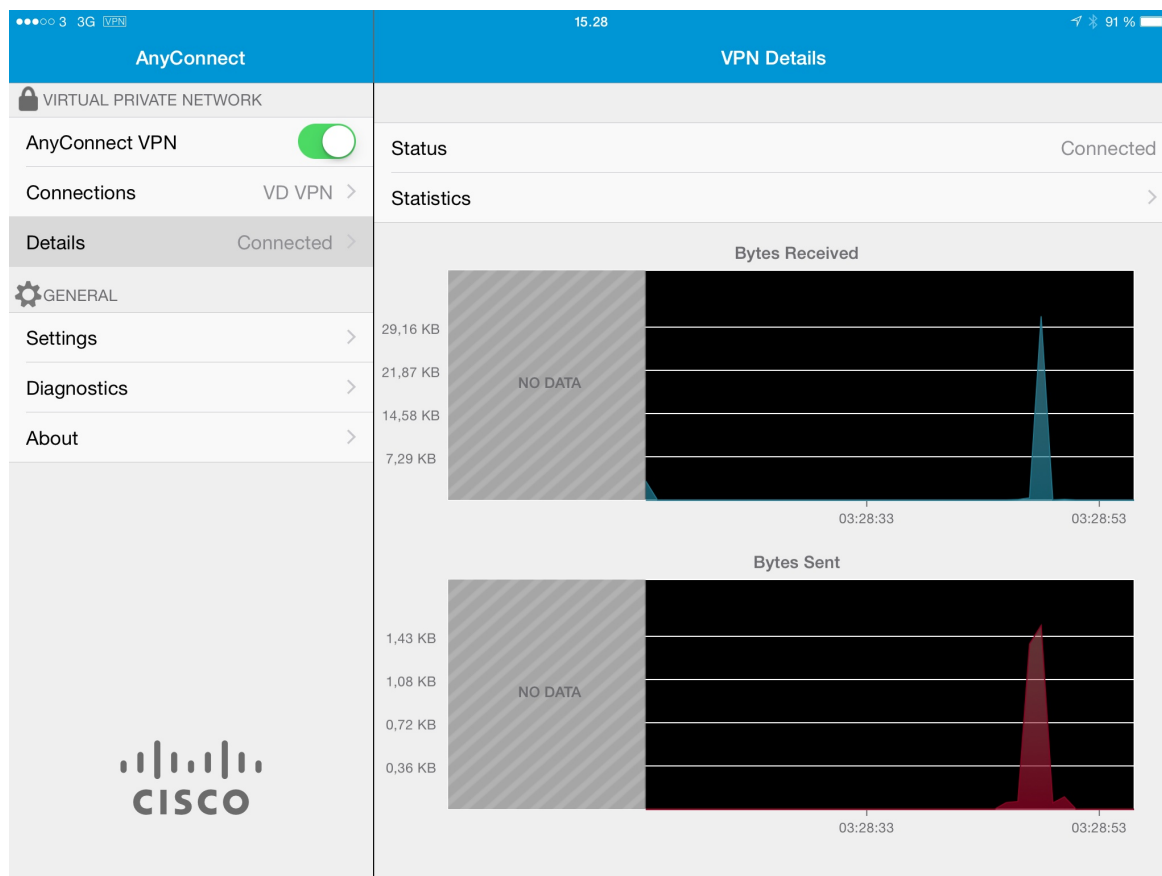 3 3G VPN 15.28 91 %
AnyConnect
VPN Details
VIRTUAL PRIVATE NETWORK
AnyConnect VPN
Connections VD VPN
Details Connected
GENERAL
Settings
Diagnostics
About
CISCO
Status Connected
Statistics
Bytes Received
29,16 KB
21,87 KB
14,58 KB
7,29 KB
NO DATA
03:28:33 03:28:53
Bytes Sent
1,43 KB
1,08 KB
0,72 KB
0,36 KB
NO DATA
03:28:33 03:28:53